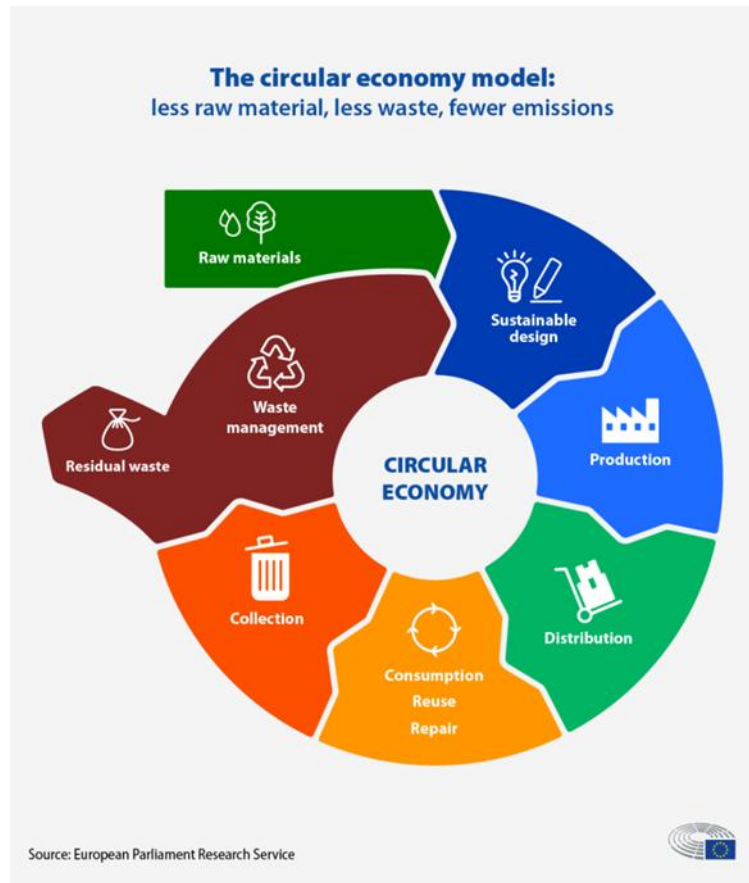 The circular economy model:
less raw material, less waste, fewer emissions
Raw materials
Sustainable
design
Production
Distribution
Consumption
Reuse
Repair
Collection
Waste
management
Residual waste
CIRCULAR
ECONOMY
Source: European Parliament Research Service